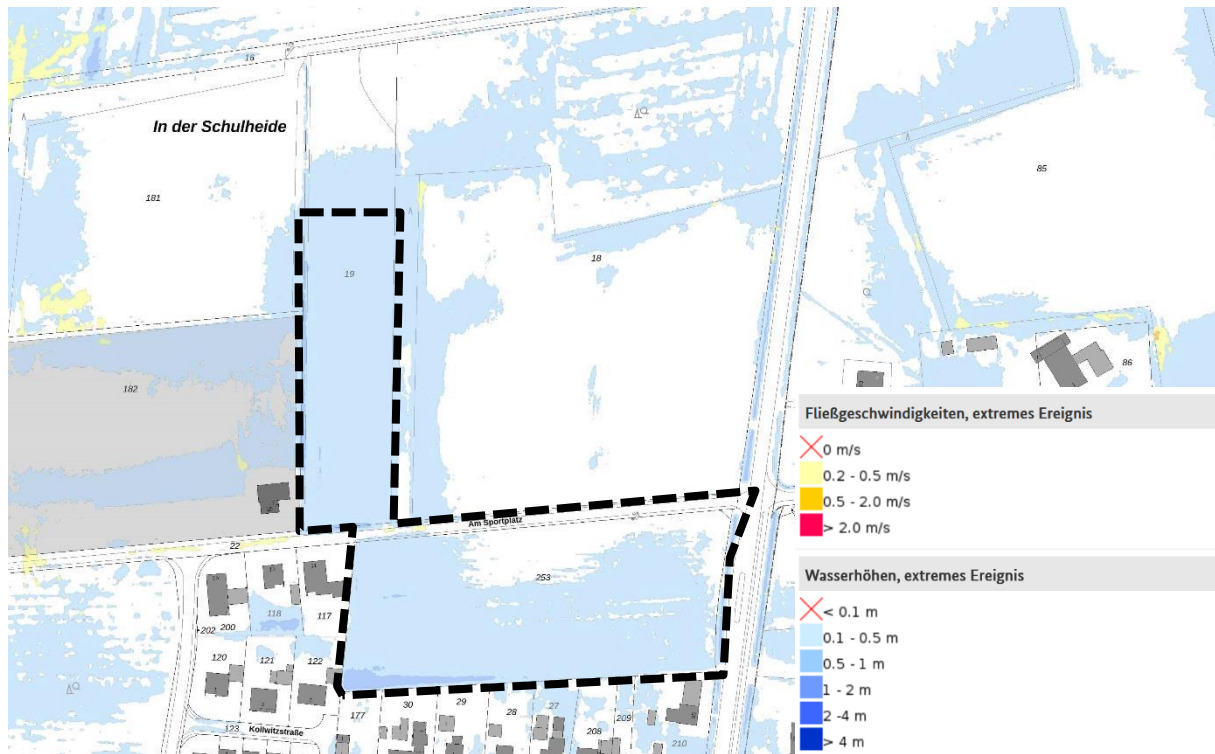 16
In der Schulheide
181
85
19
18
182
86
Am Sportplatz
22
253
118
117
202 200
120
121
122
177
30
29
28
27
208
209
210
123
Kollwitzstraße
Fließgeschwindigkeiten, extremes Ereignis
0 m/s
0.2 - 0.5 m/s
0.5 - 2.0 m/s
> 2.0 m/s
Wasserhöhen, extremes Ereignis
< 0.1 m
0.1 - 0.5 m
0.5 - 1 m
1 - 2 m
2 -4 m
> 4 m